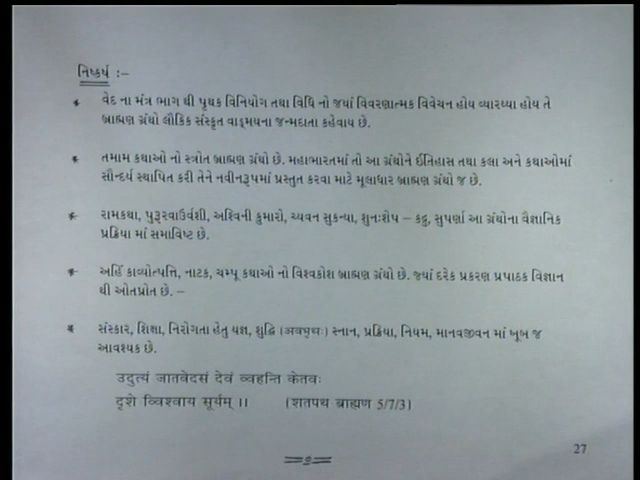 નિષ્કર્ષ :–
* વેદ ના મંત્ર ભાગ થી પૃથક વિનિયોગ તથા વિધિ નો જયાં વિવરણાત્મક વિવેચન હોય વ્યારય્યા હોય તે
બ્રાહ્મણ ગ્રંથો લૌકિક સંસ્કૃત વાડ્મયના જન્મદાતા કહેવાય છે.
* તમામ કથાઓ નો સ્ત્રોત બ્રાહ્મણ ગ્રંથો છે. મહાભારતમાં તો આ ગ્રંથોને ઈતિહાસ તથા કલા અને કથાઓમાં
સૌન્દર્ય સ્થાપિત કરી તેને નવીનરૂપમાં પ્રસ્તુત કરવા માટે મૂલાધાર બ્રાહ્મણ ગ્રંથો જ છે.
* રામકથા, પુરૂરવાઉર્વશી, અશ્વિની કુમારો, ચ્યવન સુકન્યા, શુનઃશેપ – કદ્રુ, સુપર્ણા આ ગ્રંથોના વૈજ્ઞાનિક
પ્રક્રિયા માં સમાવિષ્ટ છે.
* અહિં કાવ્યોત્પત્તિ, નાટક, ચમ્પૂ કથાઓ નો વિશ્વકોશ બ્રાહ્મણ ગ્રંથો છે. જ્યાં દરેક પ્રકરણ પ્રપાઠક વિજ્ઞાન
થી ઓતપ્રોત છે. –
* સંસ્કાર, શિક્ષા, નિરોગતા હેતુ યજ્ઞ, શુદ્ધિ (अवभृथः) સ્નાન, પ્રક્રિયા, નિયમ, માનવજીવન માં ખૂબ જ
આવશ્યક છે.
उदुत्यं जातवेदसं देवं व्वहन्ति केतवः
दृशे व्विश्वाय सूर्यम् ।। (शतपथ ब्राह्मण 5/7/3)
27